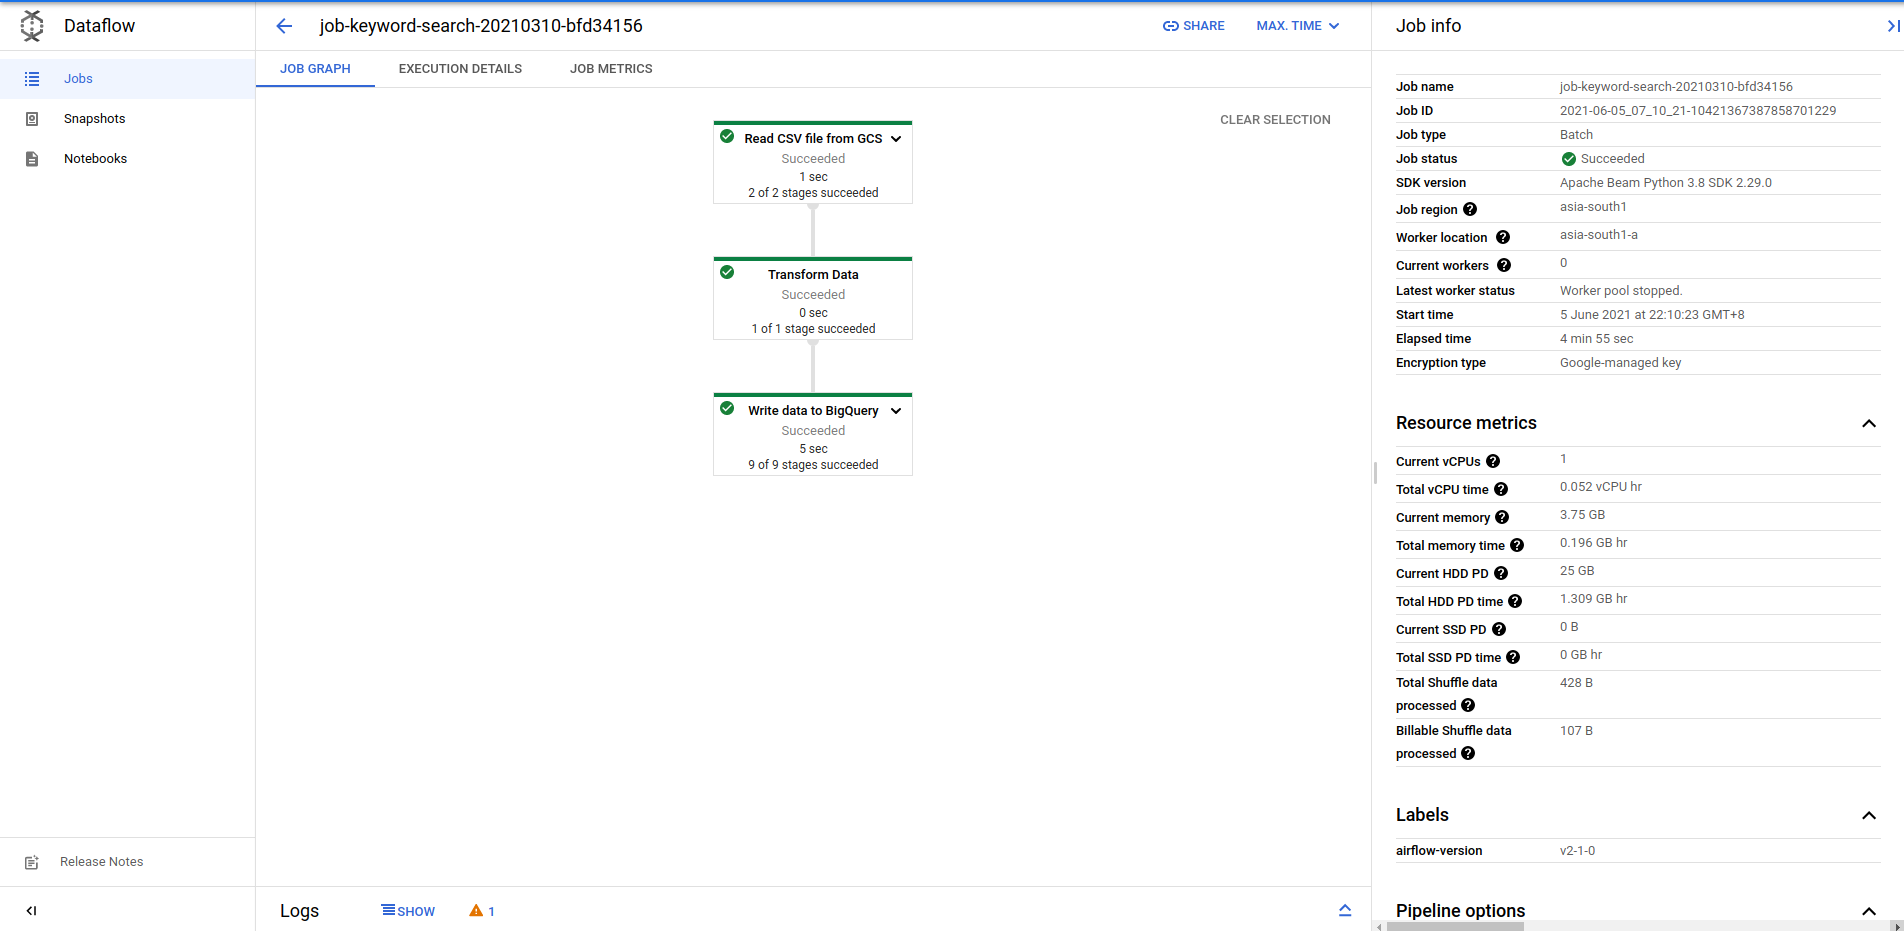 Dataflow
Jobs
Snapshots
Notebooks
Release Notes
job-keyword-search-20210310-bfd34156
SHARE
MAX. TIME
JOB GRAPH
EXECUTION DETAILS
JOB METRICS
CLEAR SELECTION
Read CSV file from GCS
Succeeded
1 sec
2 of 2 stages succeeded
Transform Data
Succeeded
0 sec
1 of 1 stage succeeded
Write data to BigQuery
Succeeded
5 sec
9 of 9 stages succeeded
Logs
SHOW
1
Job info
Job name job-keyword-search-20210310-bfd34156
Job ID 2021-06-05_07_10_21-10421367387858701229
Job type Batch
Job status Succeeded
SDK version Apache Beam Python 3.8 SDK 2.29.0
Job region asia-south1
Worker location asia-south1-a
Current workers 0
Latest worker status Worker pool stopped.
Start time 5 June 2021 at 22:10:23 GMT+8
Elapsed time 4 min 55 sec
Encryption type Google-managed key
Resource metrics
Current vCPUs 1
Total vCPU time 0.052 vCPU hr
Current memory 3.75 GB
Total memory time 0.196 GB hr
Current HDD PD 25 GB
Total HDD PD time 1.309 GB hr
Current SSD PD 0 B
Total SSD PD time 0 GB hr
Total Shuffle data 428 B
processed
Billable Shuffle data 107 B
processed
Labels
airflow-version v2-1-0
Pipeline options